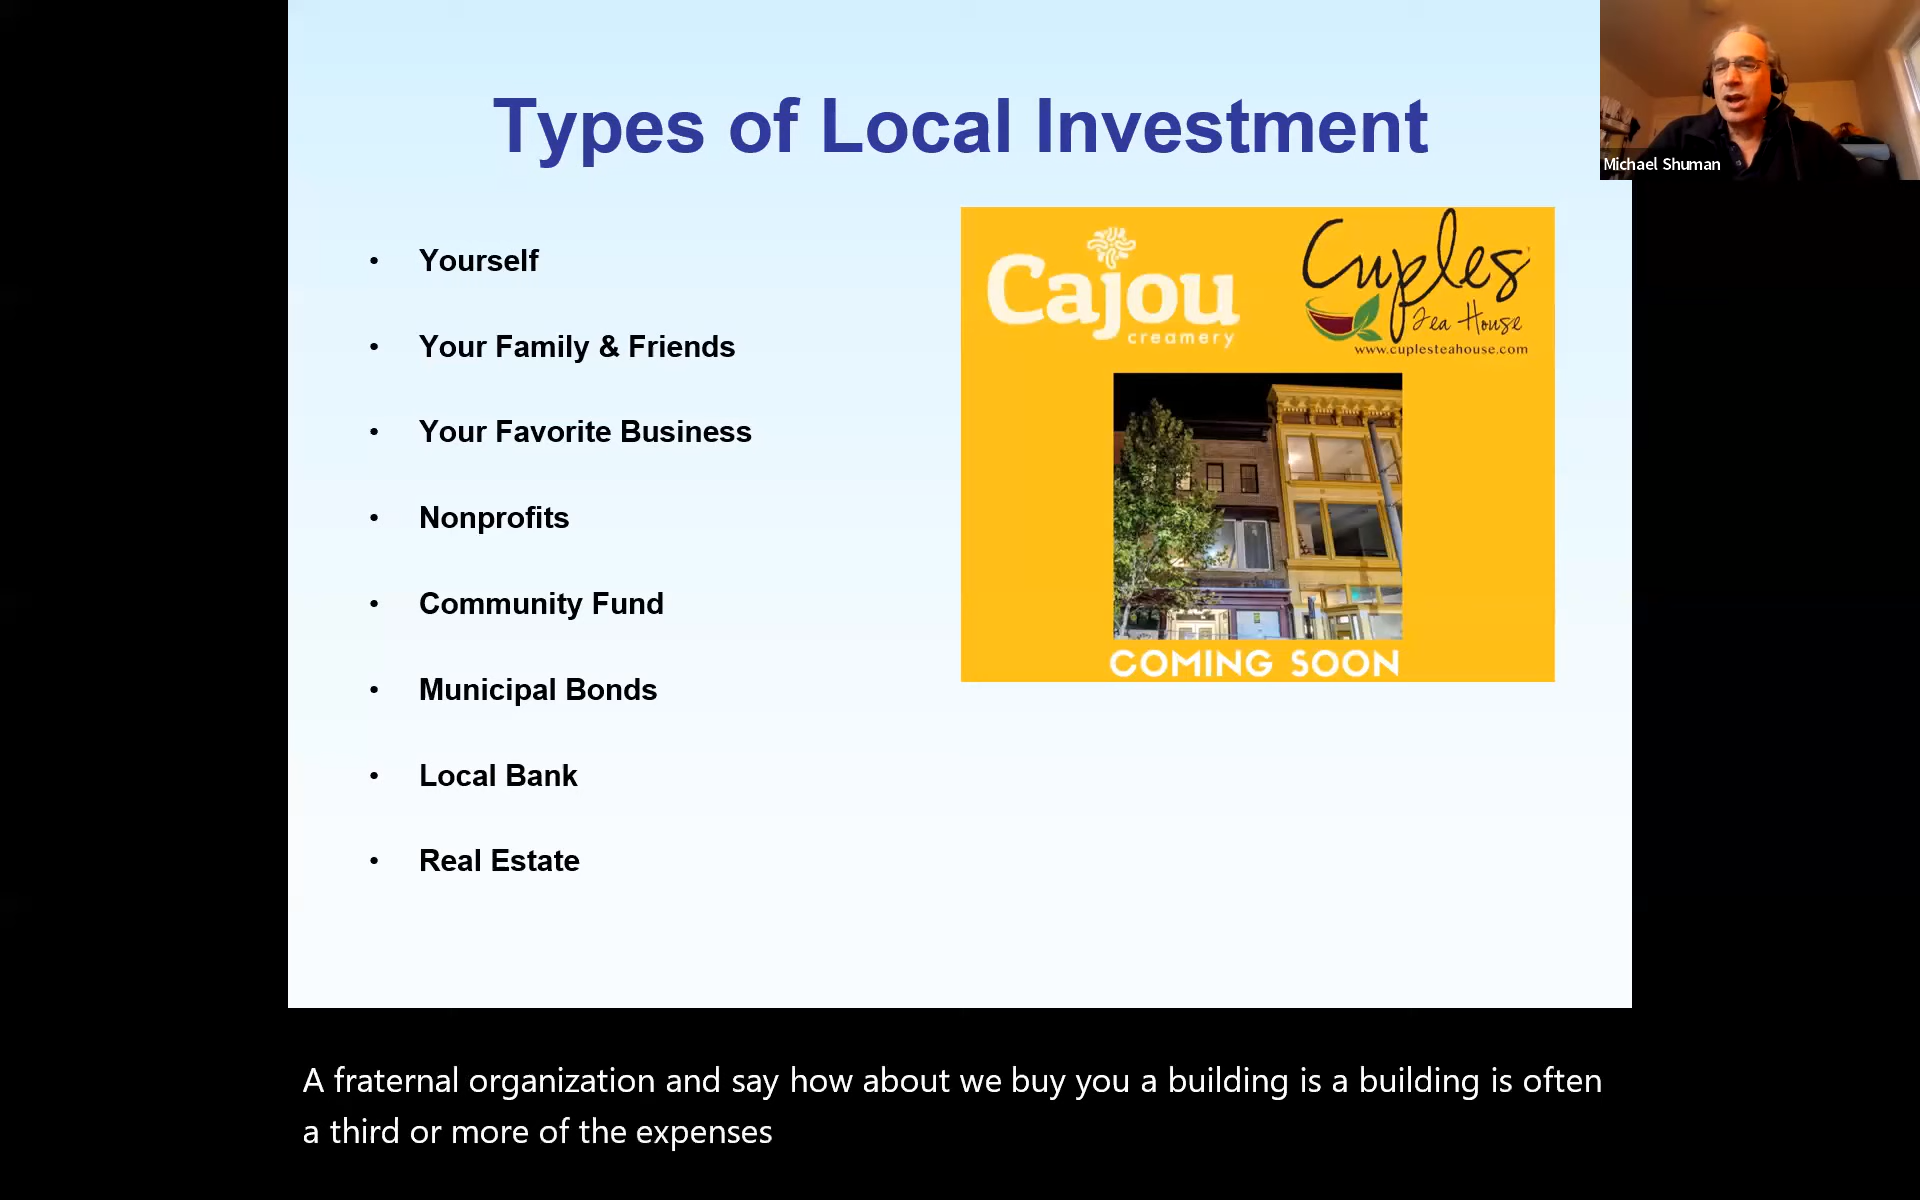 Types of Local Investment
Michael Shuman
• Yourself
• Your Family & Friends
• Your Favorite Business
• Nonprofits
• Community Fund
• Municipal Bonds
• Local Bank
• Real Estate
Cajou
creamery
Cuples
Tea House
www.cuplesteahouse.com
COMING SOON
A fraternal organization and say how about we buy you a building is a building is often
a third or more of the expenses